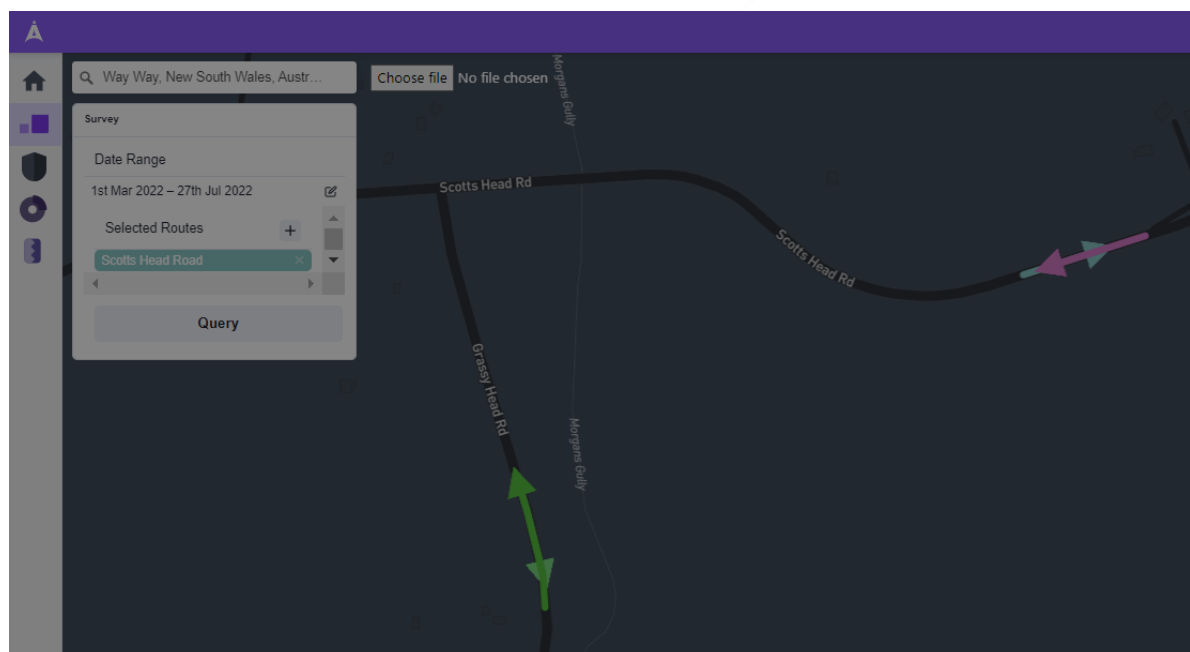 Way Way, New South Wales, Austr...
Choose file No file chosen
Survey
Date Range
1st Mar 2022 – 27th Jul 2022
Selected Routes
Scotts Head Road
Query
Morgans Gully
Scotts Head Rd
Scotts Head Rd
Grassy Head Rd
Morgans Gully